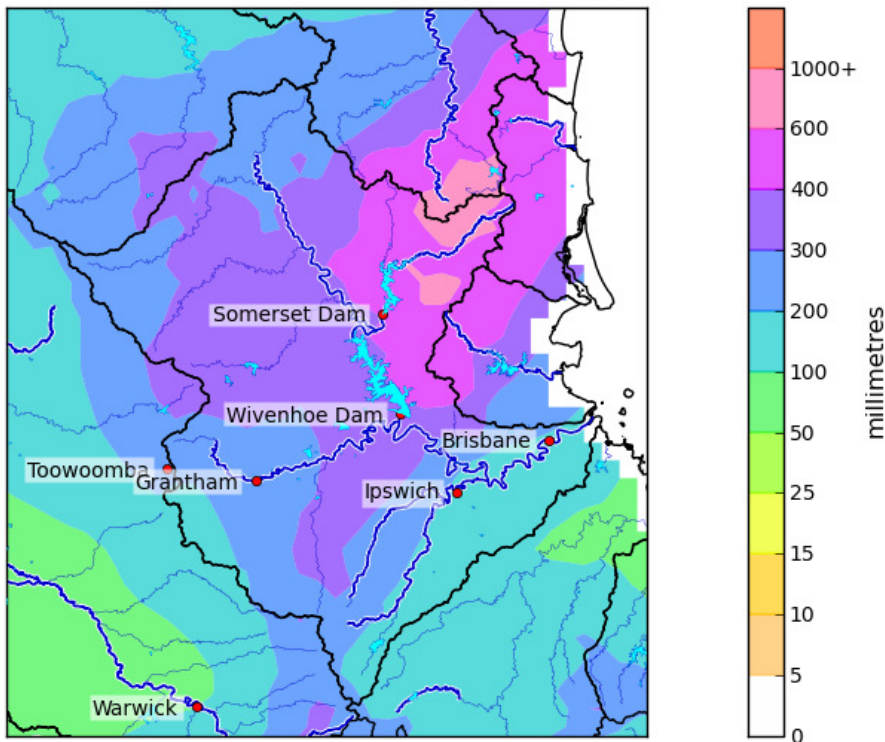 Somerset Dam
Wivenhoe Dam
Brisbane
Toowoomba
Grantham
Ipswich
Warwick
1000+
600
400
300
200
100
50
25
15
10
5
0
millimetres